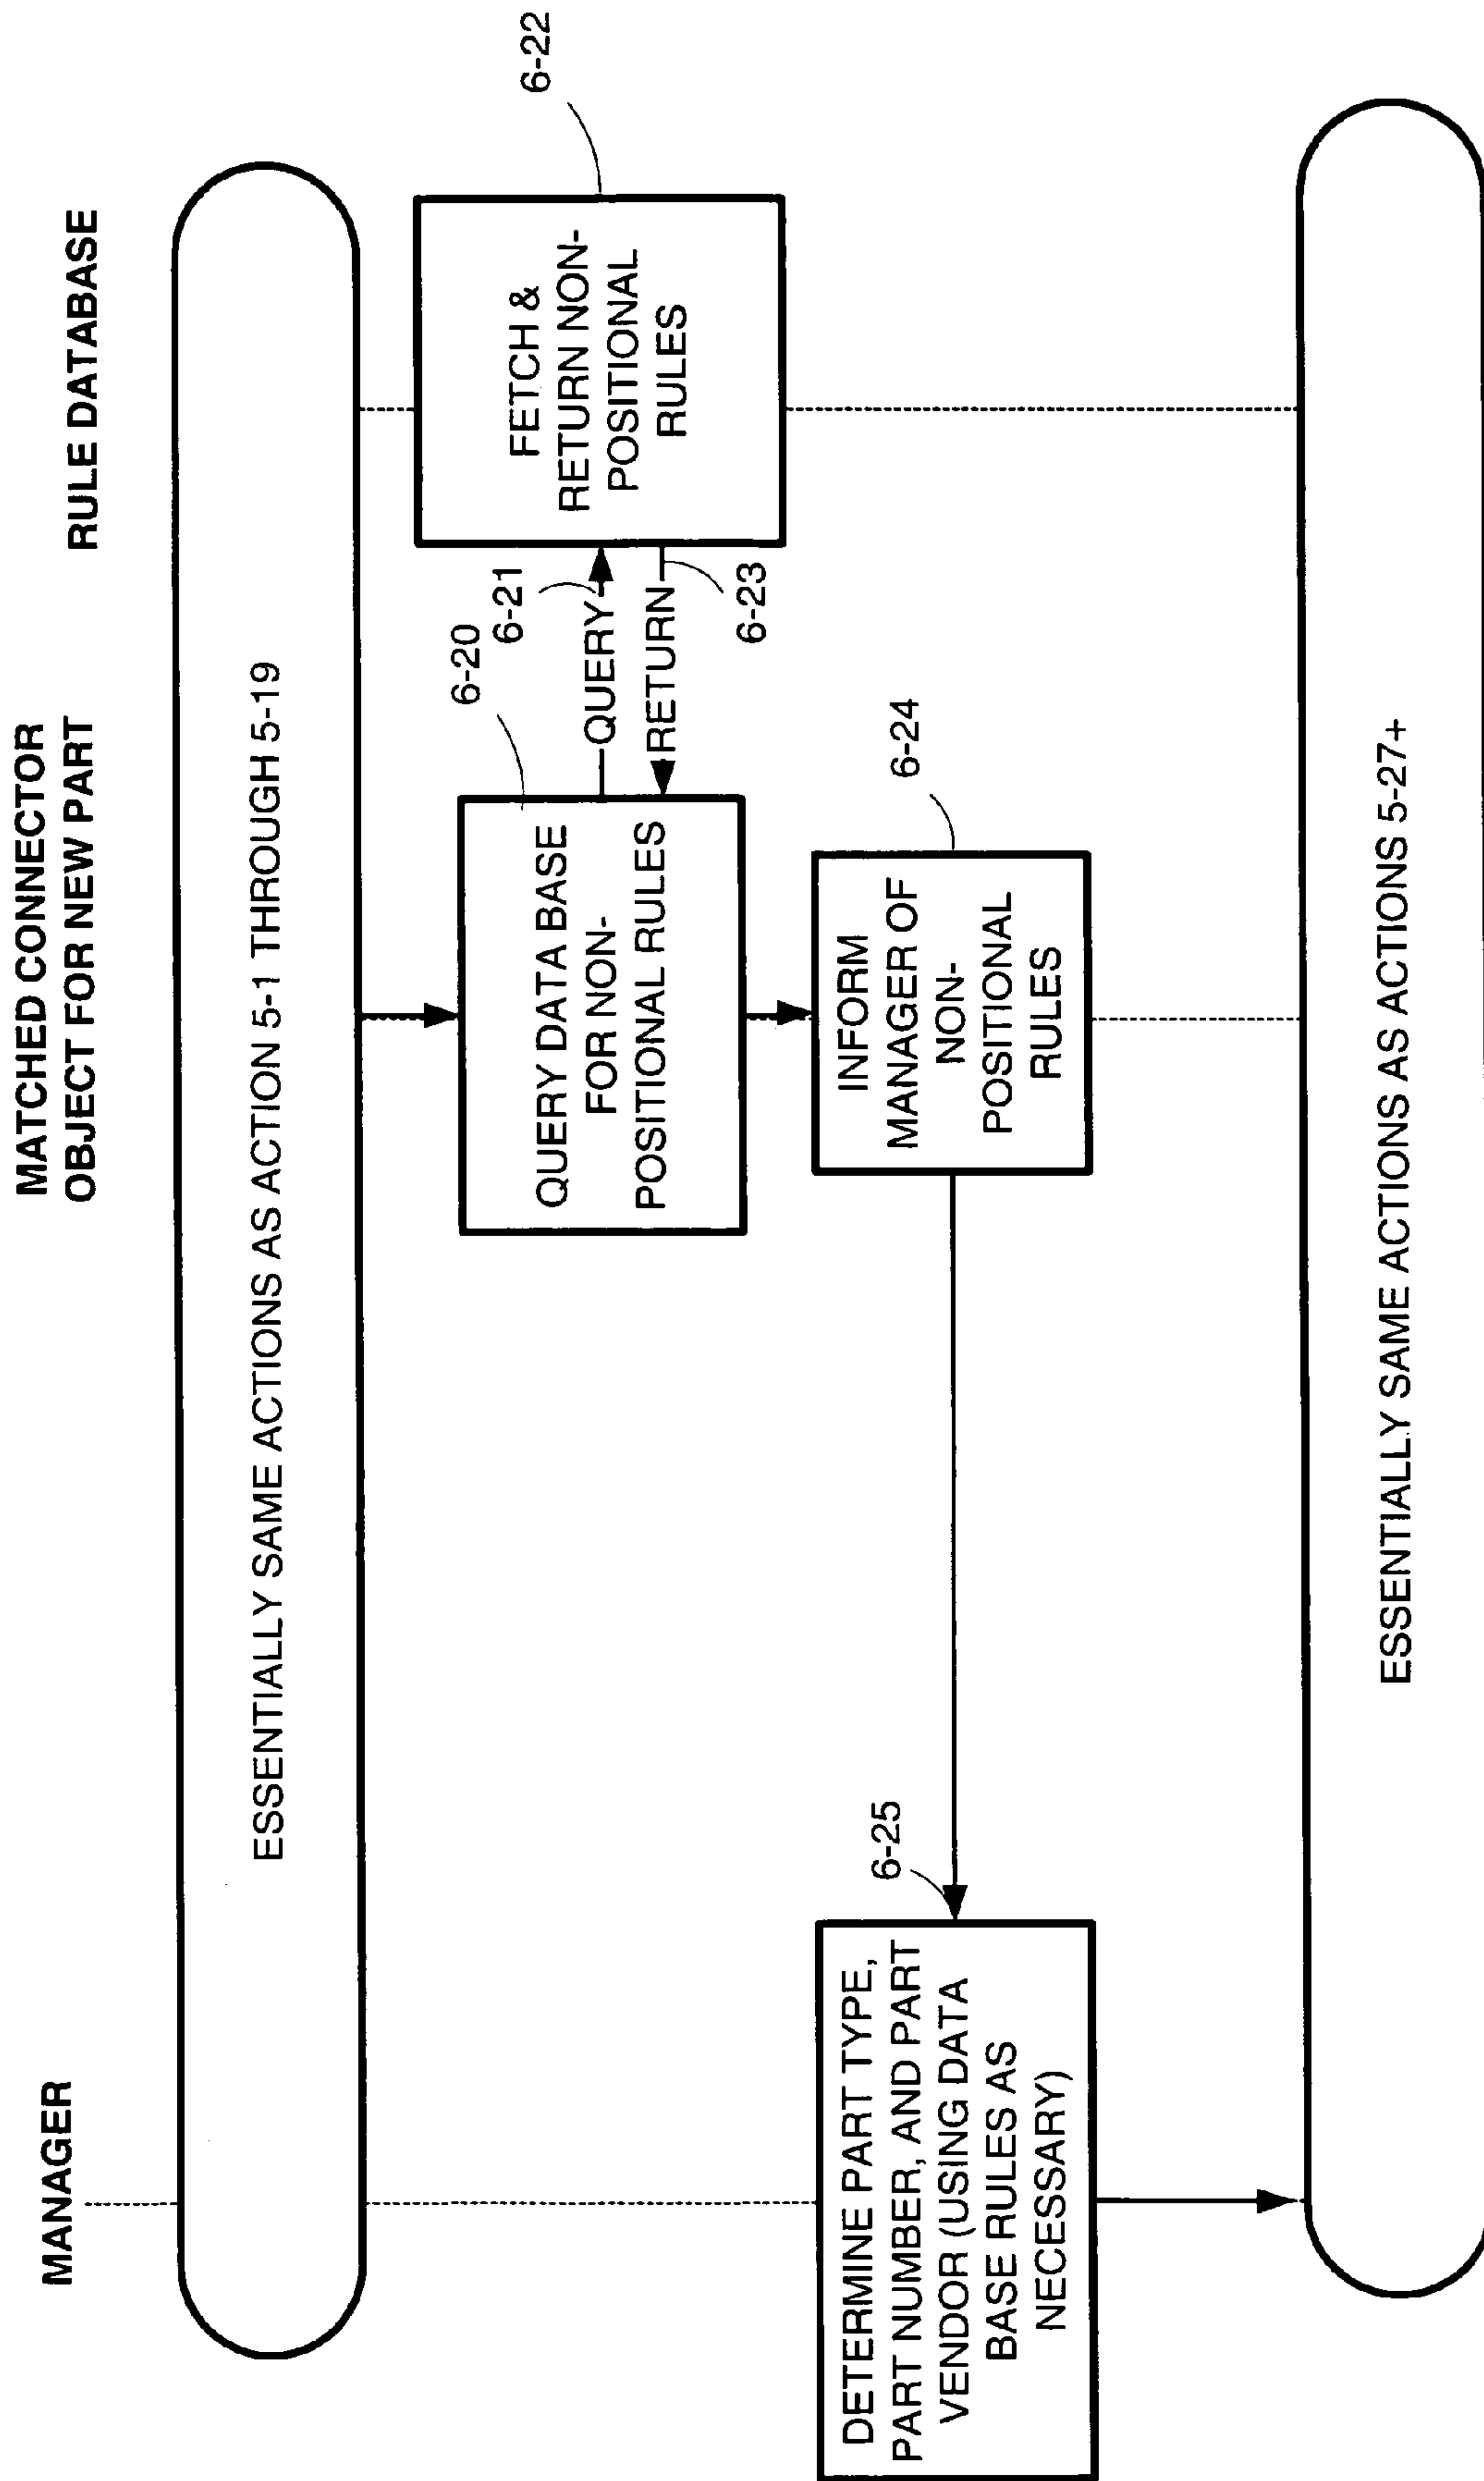 MANAGER
MATCHED CONNECTOR
OBJECT FOR NEW PART
RULE DATABASE
ESSENTIALLY SAME ACTIONS AS ACTION 5-1 THROUGH 5-19
6-20
QUERY DATA BASE
FOR NON-
POSITIONAL RULES
6-21
QUERY
RETURN
6-23
6-22
FETCH &
RETURN NON-
POSITIONAL
RULES
6-24
INFORM
MANAGER OF
NON-
POSITIONAL
RULES
6-25
DETERMINE PART TYPE,
PART NUMBER, AND PART
VENDOR (USING DATA
BASE RULES AS
NECESSARY)
ESSENTIALLY SAME ACTIONS AS ACTIONS 5-27+